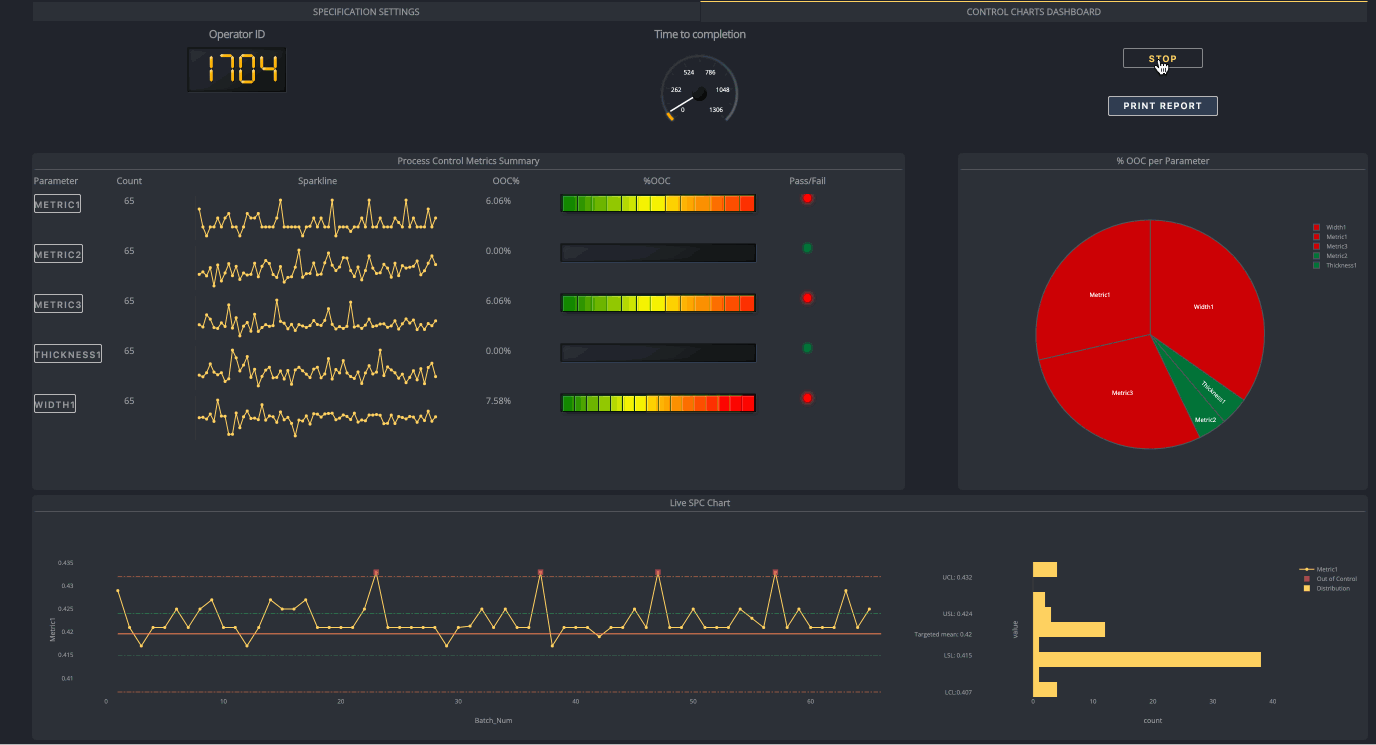 SPECIFICATION SETTINGS
CONTROL CHARTS DASHBOARD
Operator ID
Time to completion
1704
STOP
524 786
262 1048
0 1306
PRINT REPORT
Process Control Metrics Summary
Parameter Count Sparkline OOC% %OOC Pass/Fail
METRIC1 65 6.06%
METRIC2 65 0.00%
METRIC3 65 6.06%
THICKNESS1 65 0.00%
WIDTH1 65 7.58%
% OOC per Parameter
Width1
Metric1
Metric3
Metric2
Thickness1
Metric1
Width1
Metric3
Thickness1
Metric2
Live SPC Chart
Metric1
0.435
0.43
0.425
0.42
0.415
0.41
0 10 20 30 40 50 60
Batch_Num
UCL: 0.432
USL: 0.424
Targeted mean: 0.42
LSL: 0.415
LCL:0.407
value
0 10 20 30 40
count
Metric1
Out of Control
Distribution